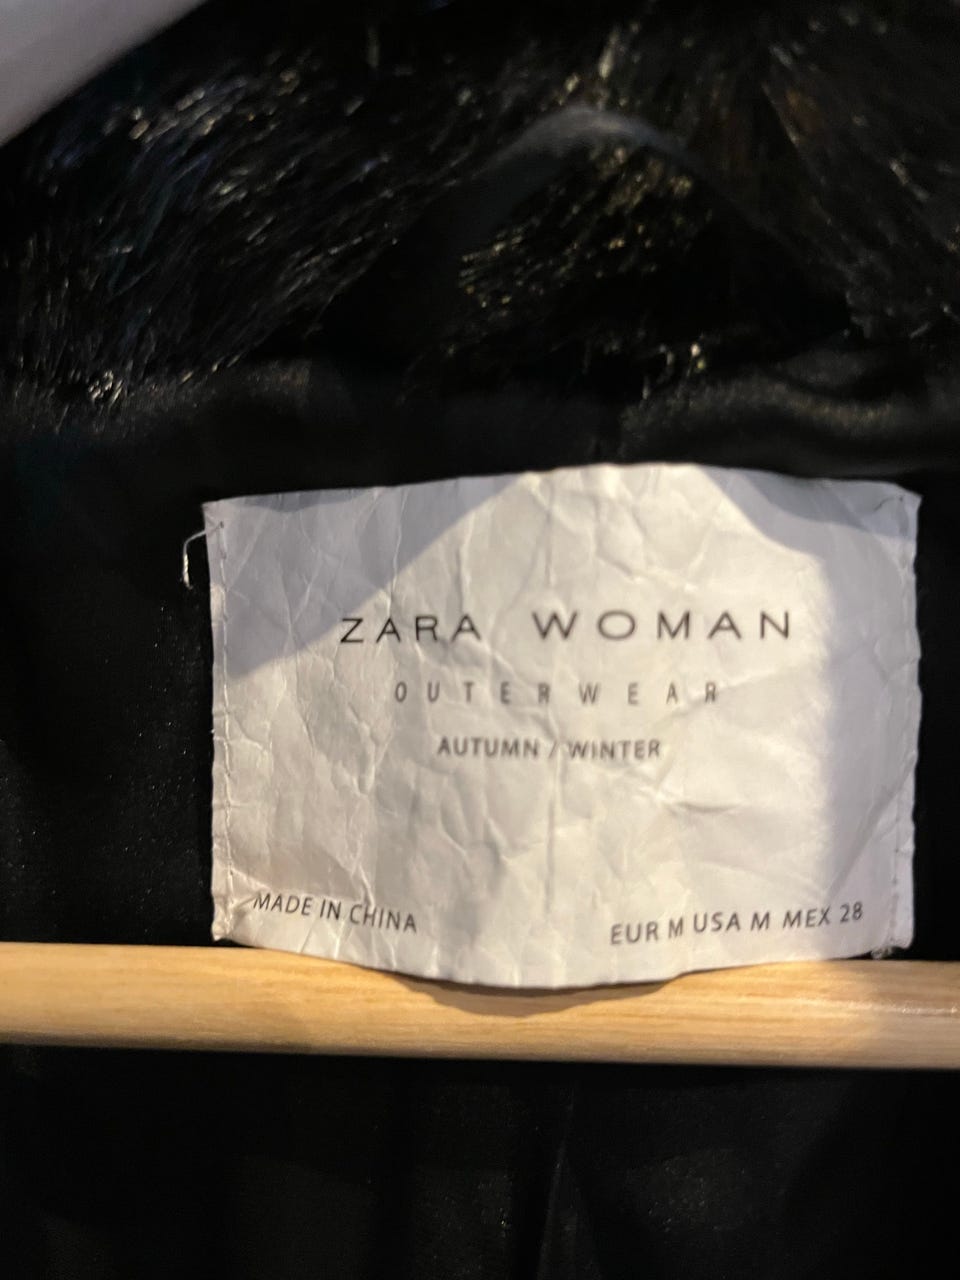 ZARA WOMAN
OUTERWEAR
AUTUMN / WINTER
MADE IN CHINA
EUR M USA M MEX 28